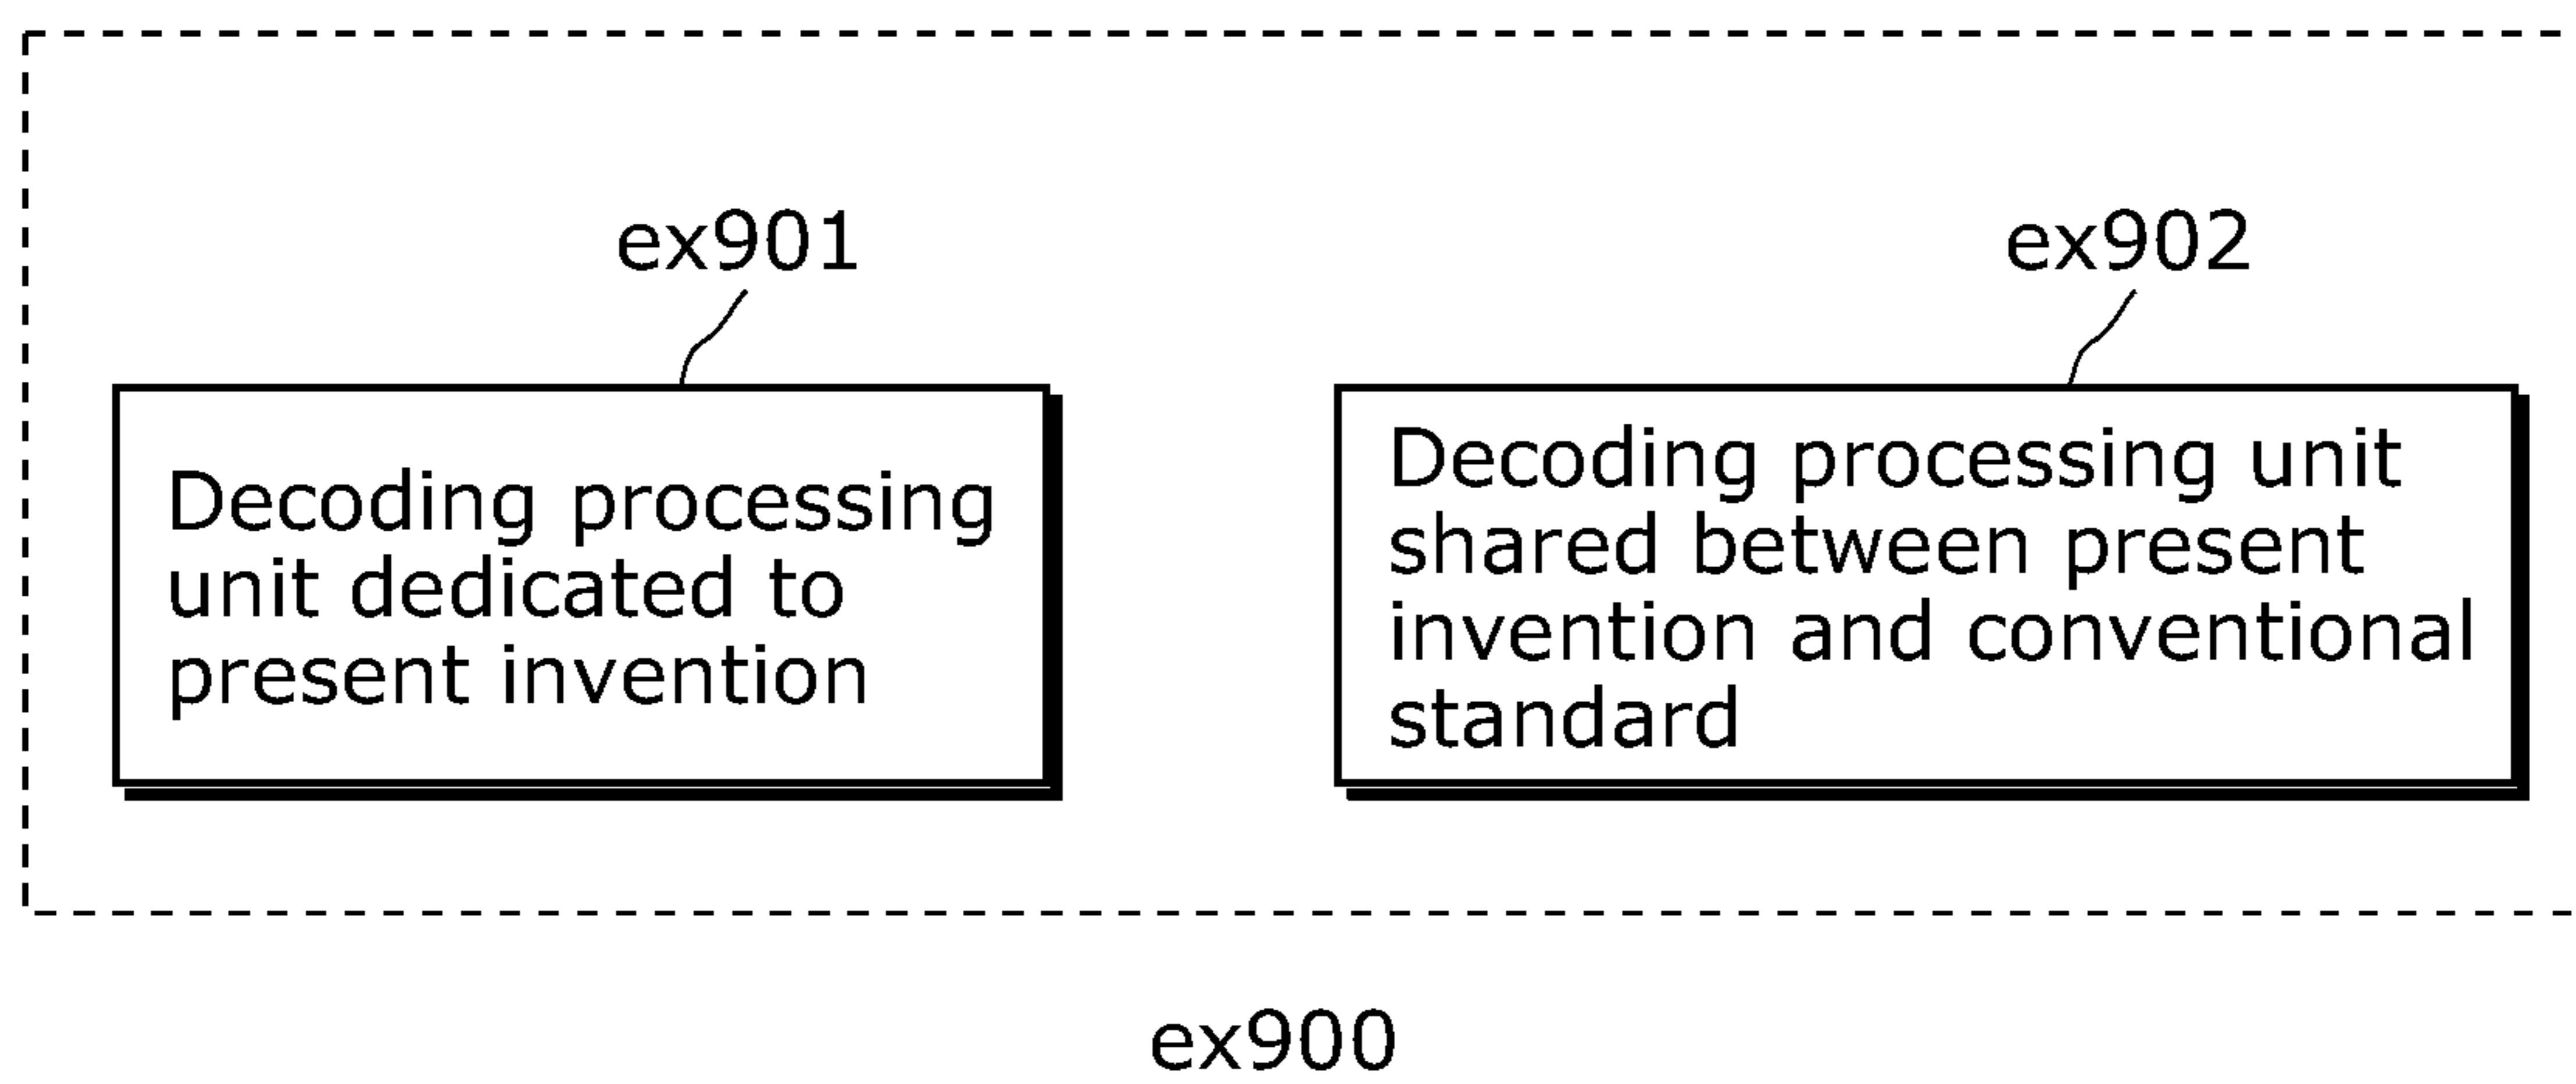 ex901
ex902
Decoding processing
unit dedicated to
present invention
Decoding processing unit
shared between present
invention and conventional
standard
ex900